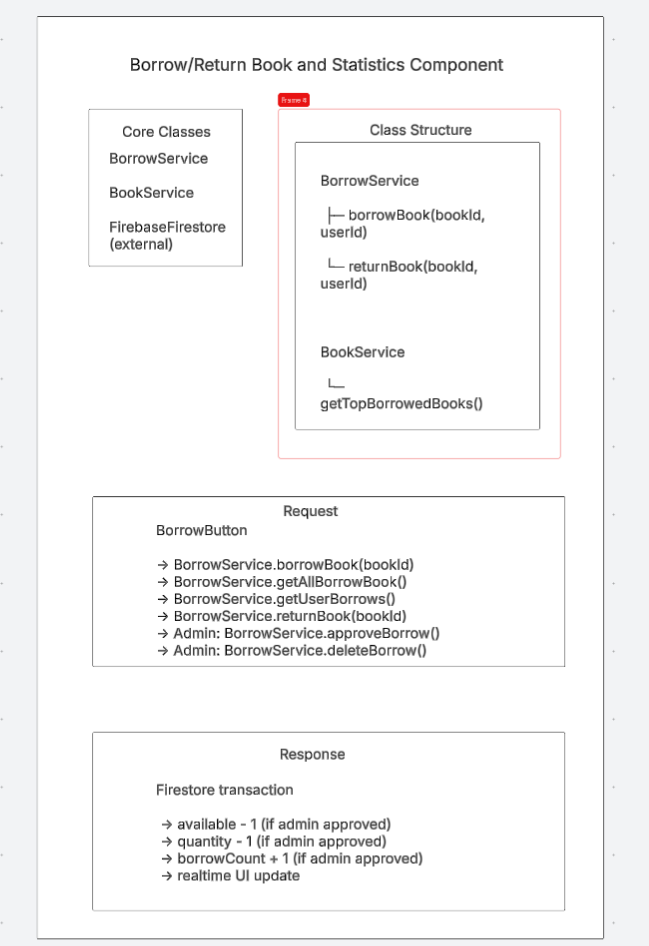 Borrow/Return Book and Statistics Component
Core Classes
BorrowService
BookService
FirebaseFirestore
(external)
Frame 8
Class Structure
BorrowService
├─ borrowBook(bookId,
userId)
└─ returnBook(bookId,
userId)
BookService
└─
getTopBorrowedBooks()
Request
BorrowButton
→ BorrowService.borrowBook(bookId)
→ BorrowService.getAllBorrowBook()
→ BorrowService.getUserBorrows()
→ BorrowService.returnBook(bookId)
→ Admin: BorrowService.approveBorrow()
→ Admin: BorrowService.deleteBorrow()
Response
Firestore transaction
→ available - 1 (if admin approved)
→ quantity - 1 (if admin approved)
→ borrowCount + 1 (if admin approved)
→ realtime UI update